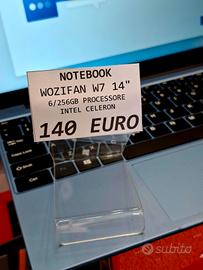 NOTEBOOK
WOZIFAN W7 14"
6/256GB PROCESSORE
INTEL CELERON
140 EURO
subito